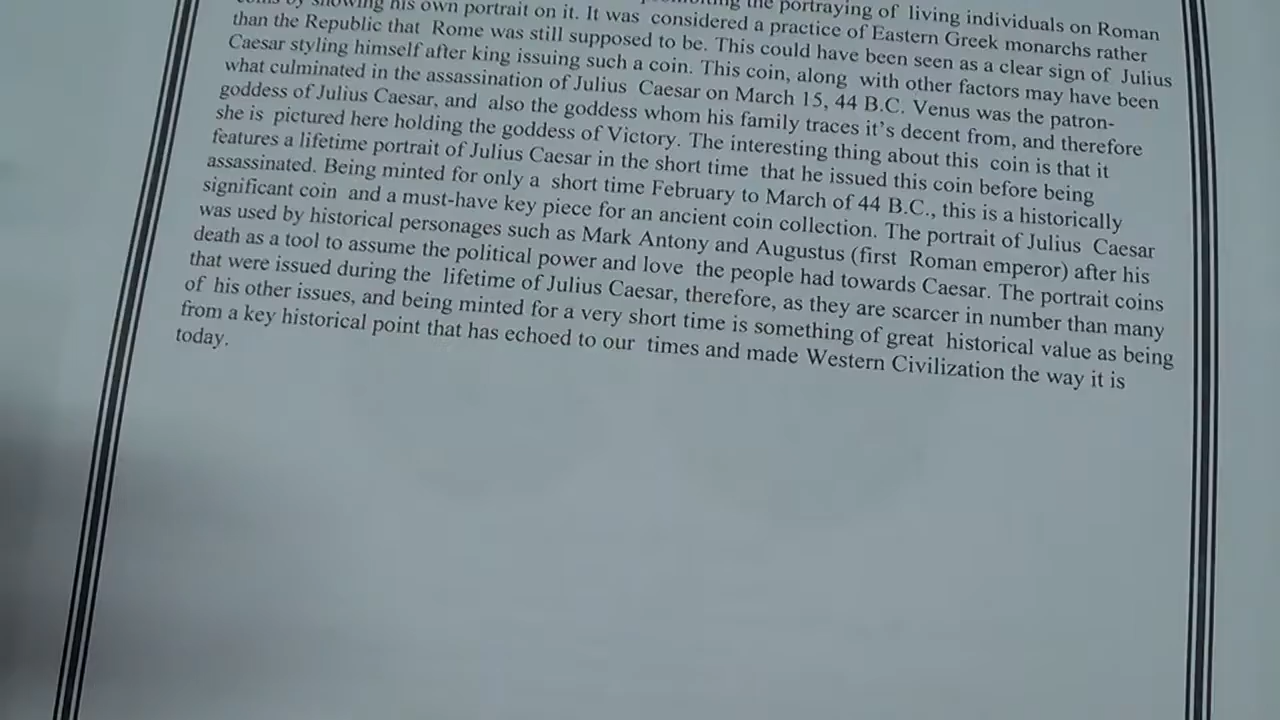 by showing his own portrait on it. It was considered a practice of Eastern Greek monarchs rather
the portraying of living individuals on Roman
than the Republic that Rome was still supposed to be. This could have been seen as a clear sign of Julius
Caesar styling himself after king issuing such a coin. This coin, along with other factors may have been
what culminated in the assassination of Julius Caesar on March 15, 44 B.C. Venus was the patron-
goddess of Julius Caesar, and also the goddess whom his family traces it's decent from, and therefore
she is pictured here holding the goddess of Victory. The interesting thing about this coin is that it
features a lifetime portrait of Julius Caesar in the short time that he issued this coin before being
assassinated. Being minted for only a short time February to March of 44 B.C., this is a historically
significant coin and a must-have key piece for an ancient coin collection. The portrait of Julius Caesar
was used by historical personages such as Mark Antony and Augustus (first Roman emperor) after his
death as a tool to assume the political power and love the people had towards Caesar. The portrait coins
that were issued during the lifetime of Julius Caesar, therefore, as they are scarcer in number than many
of his other issues, and being minted for a very short time is something of great historical value as being
from a key historical point that has echoed to our times and made Western Civilization the way it is
today.